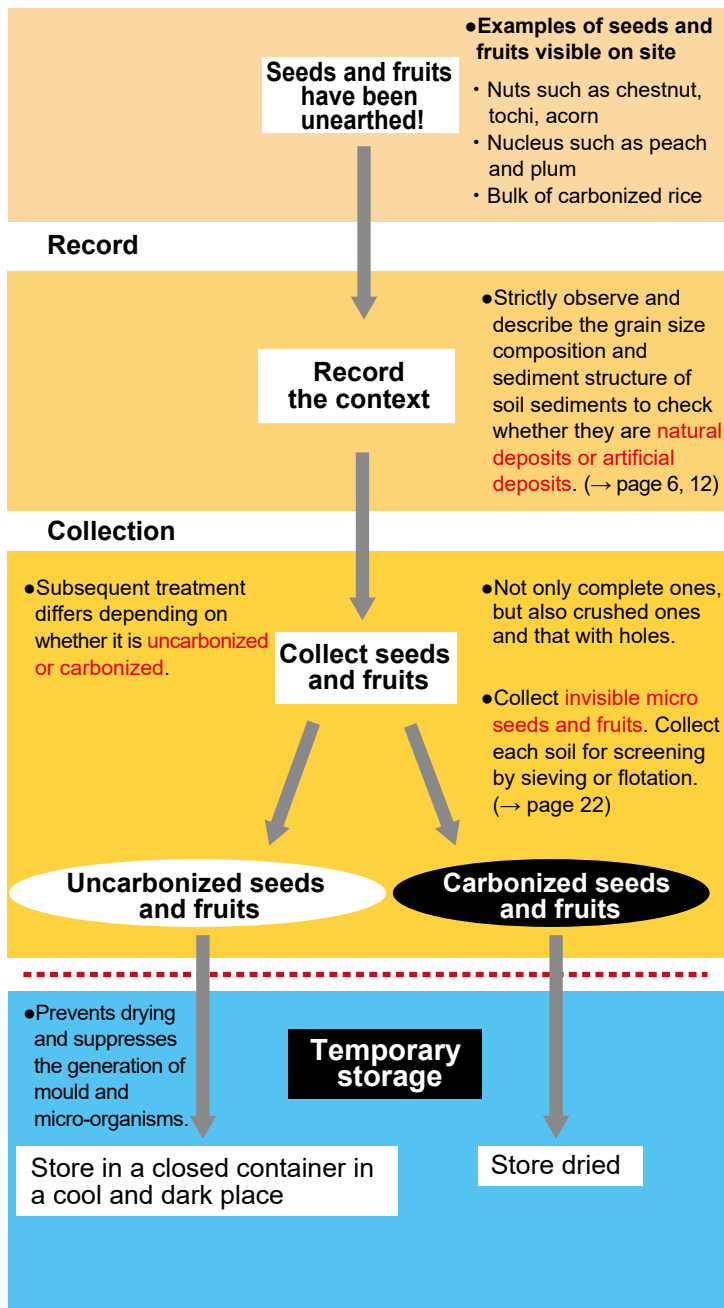 Seeds and fruits
have been
unearthed!
●Examples of seeds and
fruits visible on site
・Nuts such as chestnut,
tochi, acorn
・Nucleus such as peach
and plum
・Bulk of carbonized rice
Record
Record
the context
●Strictly observe and
describe the grain size
composition and
sediment structure of
soil sediments to check
whether they are natural
deposits or artificial
deposits. (→ page 6, 12)
Collection
●Subsequent treatment
differs depending on
whether it is uncarbonized
or carbonized.
Collect seeds
and fruits
●Not only complete ones,
but also crushed ones
and that with holes.
●Collect invisible micro
seeds and fruits. Collect
each soil for screening
by sieving or flotation.
(→ page 22)
Uncarbonized seeds
and fruits
Carbonized seeds
and fruits
●Prevents drying
and suppresses
the generation of
mould and
micro-organisms.
Temporary
storage
Store in a closed container in
a cool and dark place
Store dried